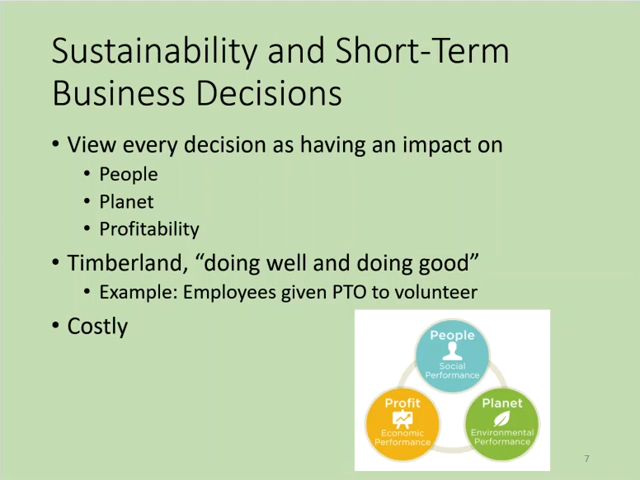 Sustainability and Short-Term
Business Decisions
• View every decision as having an impact on
• People
• Planet
• Profitability
• Timberland, “doing well and doing good”
• Example: Employees given PTO to volunteer
• Costly
People
Social
Performance
Profit
Economic
Performance
Planet
Environmental
Performance
7